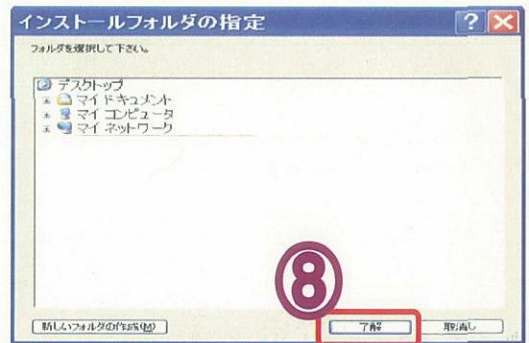 インストールフォルダの指定
フォルダを選択して下さい。
デスクトップ
マイ ドキュメント
マイ コンピュータ
マイ ネットワーク
⑧
新しいフォルダの作成(M) 了解 取消し